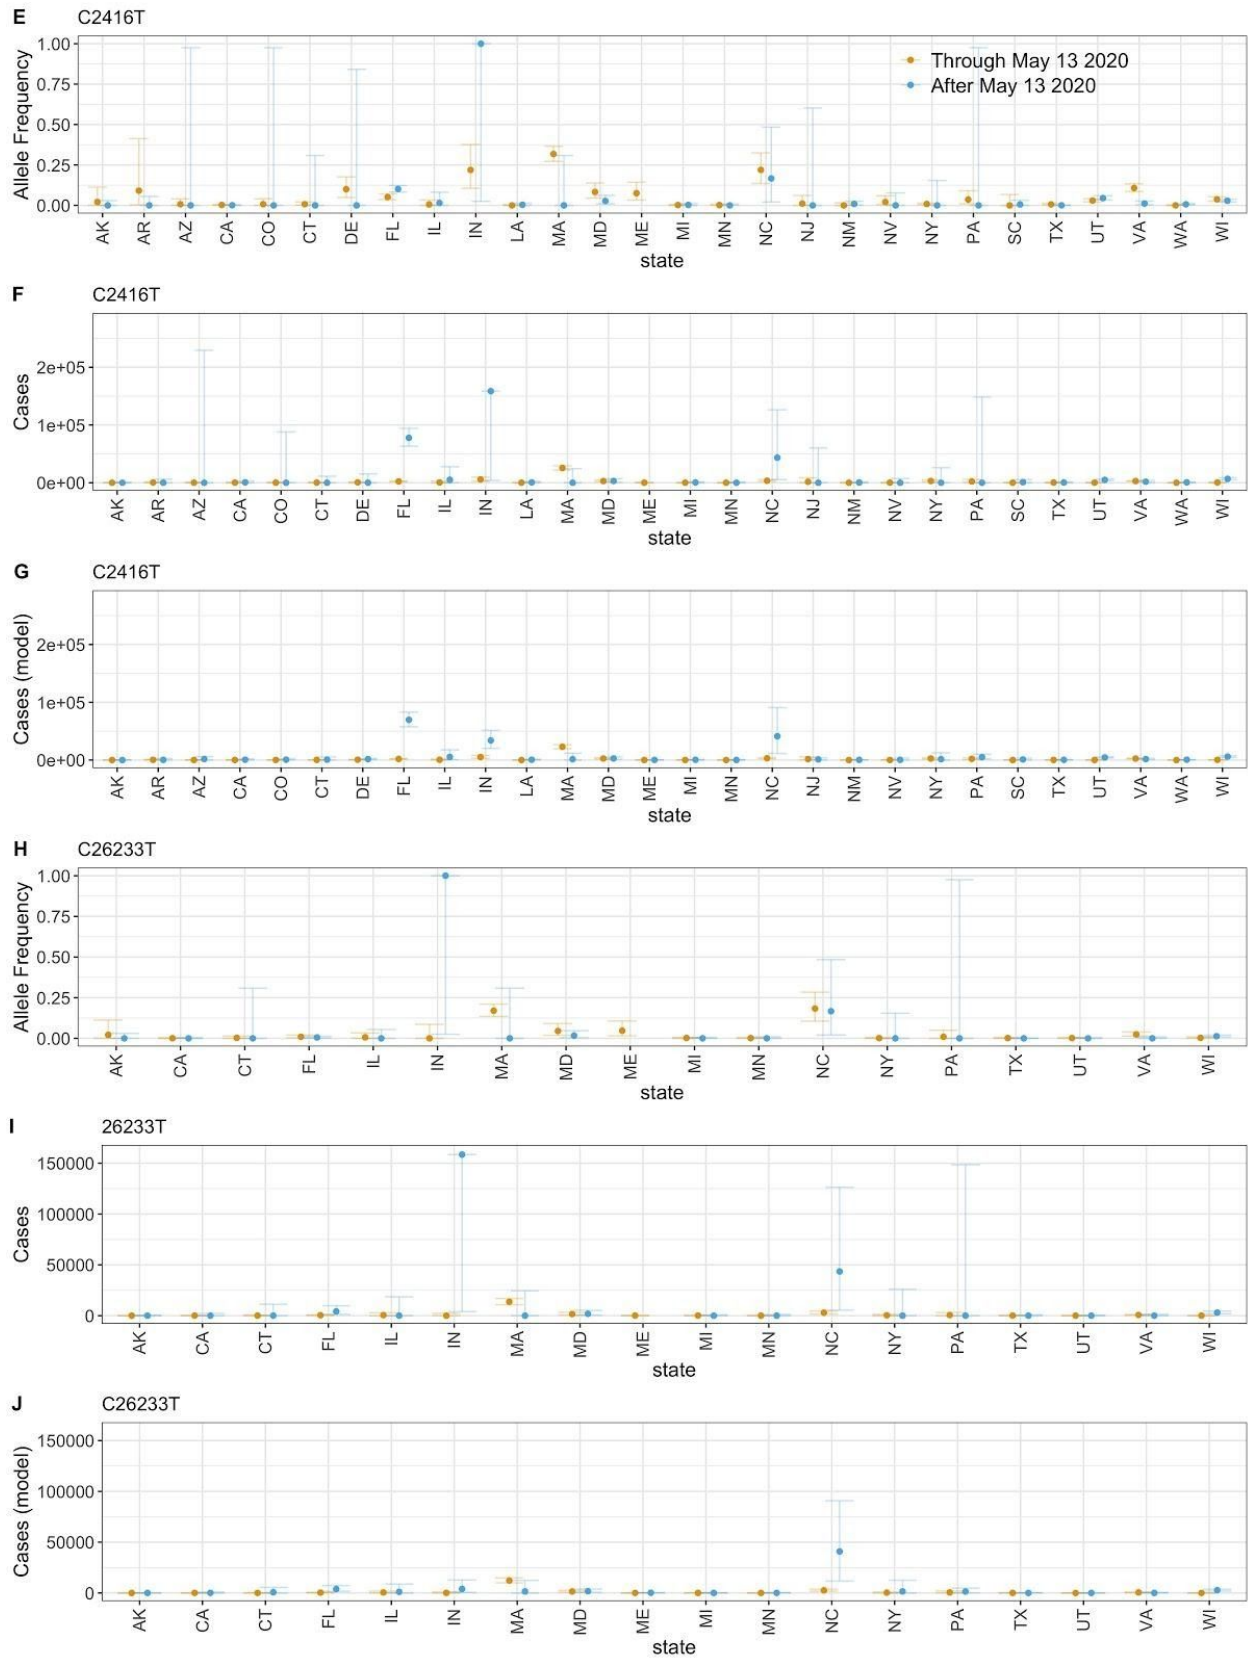 E C2416T
1.00
0.75
0.50
0.25
0.00
Allele Frequency
Through May 13 2020
After May 13 2020
AK AR AZ CA CO CT DE FL IL IN LA MA MD ME MI MN NC NJ NM NV NY PA SC TX UT VA WA WI
state
F C2416T
2e+05
1e+05
0e+00
Cases
AK AR AZ CA CO CT DE FL IL IN LA MA MD ME MI MN NC NJ NM NV NY PA SC TX UT VA WA WI
state
G C2416T
2e+05
1e+05
0e+00
Cases (model)
AK AR AZ CA CO CT DE FL IL IN LA MA MD ME MI MN NC NJ NM NV NY PA SC TX UT VA WA WI
state
H C26233T
1.00
0.75
0.50
0.25
0.00
Allele Frequency
AK CA CT FL IL IN MA MD ME MI MN NC NY PA TX UT VA WI
state
I 26233T
150000
100000
50000
0
Cases
AK CA CT FL IL IN MA MD ME MI MN NC NY PA TX UT VA WI
state
J C26233T
150000
100000
50000
0
Cases (model)
AK CA CT FL IL IN MA MD ME MI MN NC NY PA TX UT VA WI
state